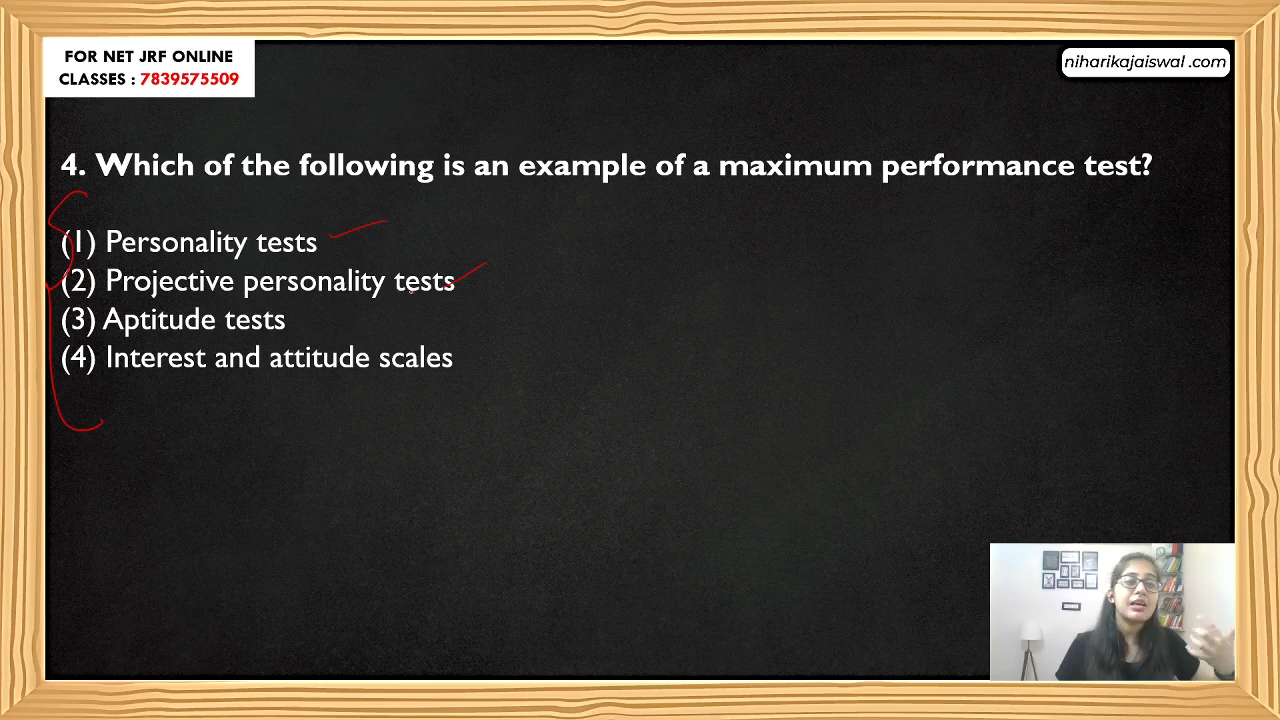 FOR NET JRF ONLINE
CLASSES : 7839575509
niharikajaiswal .com
4. Which of the following is an example of a maximum performance test?
(1) Personality tests
(2) Projective personality tests
(3) Aptitude tests
(4) Interest and attitude scales